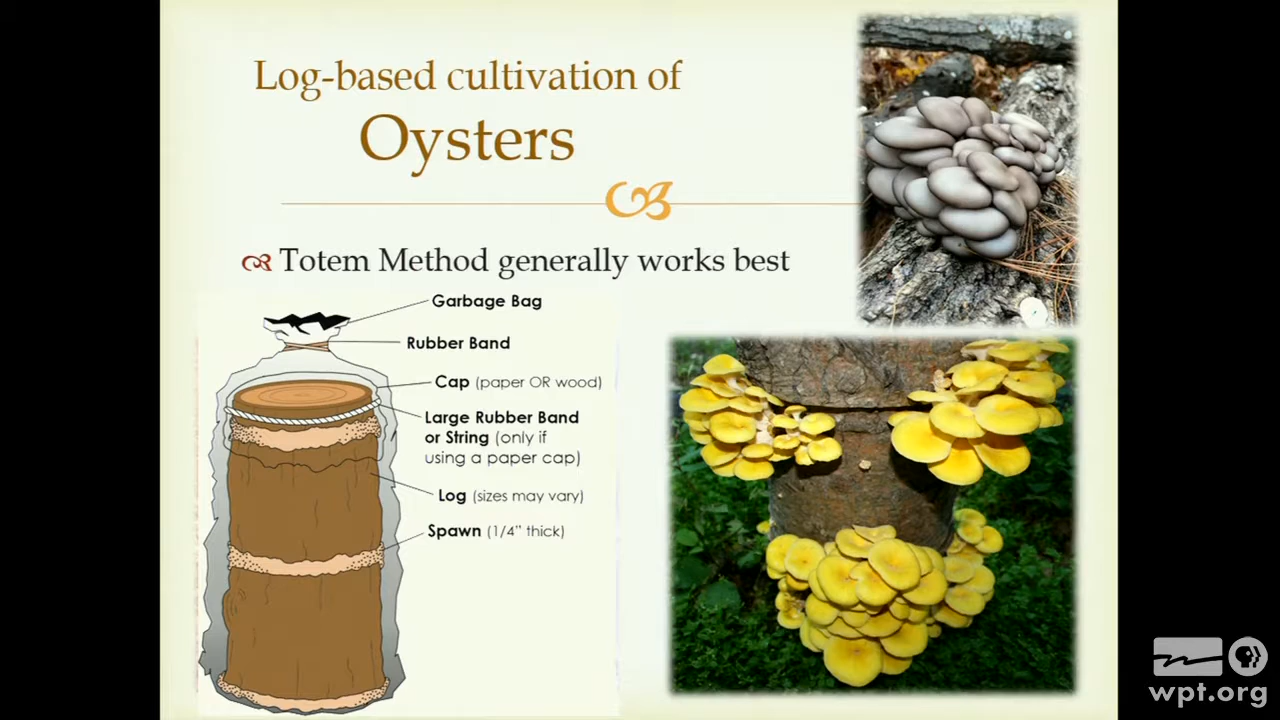 Log-based cultivation of
Oysters
Totem Method generally works best
Garbage Bag
Rubber Band
Cap (paper OR wood)
Large Rubber Band
or String (only if
using a paper cap)
Log (sizes may vary)
Spawn (1/4" thick)
wpt.org